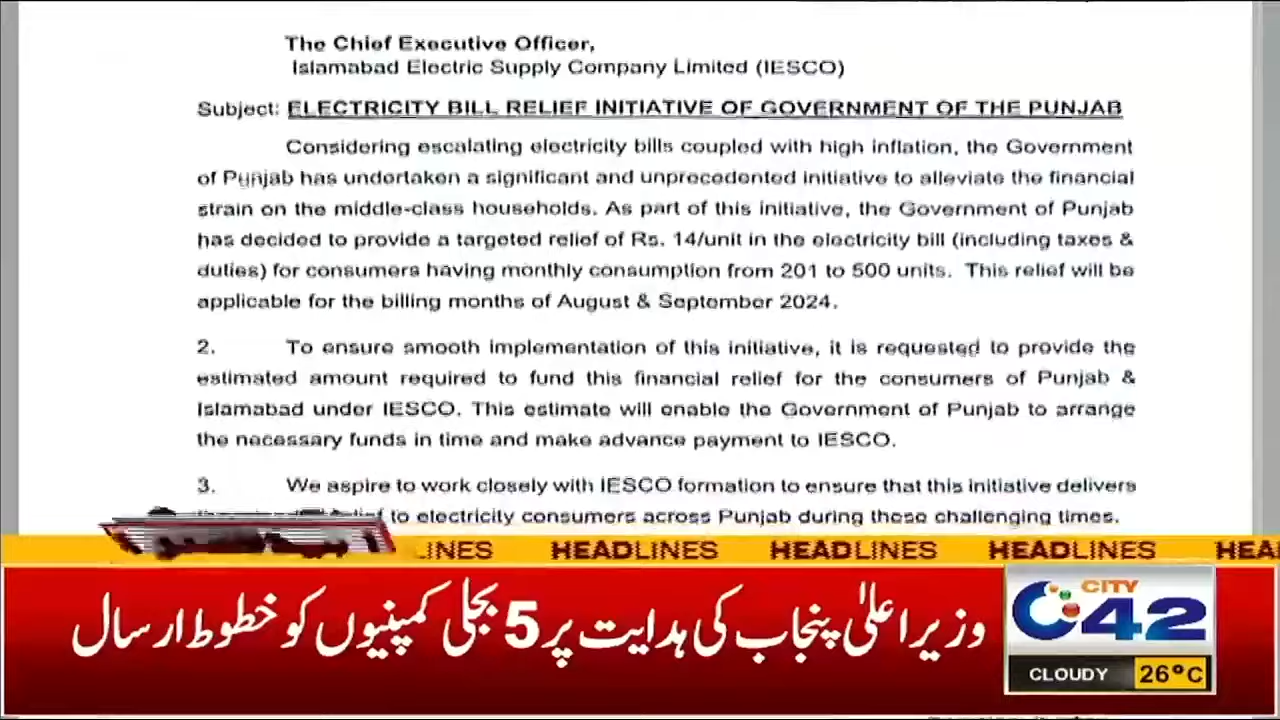 The Chief Executive Officer,
Islamabad Electric Supply Company Limited (IESCO)
Subject: ELECTRICITY BILL RELIEF INITIATIVE OF GOVERNMENT OF THE PUNJAB
Considering escalating electricity bills coupled with high inflation, the Government
of Punjab has undertaken a significant and unprecedented initiative to alleviate the financial
strain on the middle-class households. As part of this initiative, the Government of Punjab
has decided to provide a targeted relief of Rs. 14/unit in the electricity bill (including taxes &
duties) for consumers having monthly consumption from 201 to 500 units. This relief will be
applicable for the billing months of August & September 2024.
2. To ensure smooth implementation of this initiative, it is requested to provide the
estimated amount required to fund this financial relief for the consumers of Punjab &
Islamabad under IESCO. This estimate will enable the Government of Punjab to arrange
the necessary funds in time and make advance payment to IESCO.
3. We aspire to work closely with IESCO formation to ensure that this initiative delivers
to electricity consumers across Punjab during these challenging times.
HEADLINES HEADLINES HEADLINES
وزیراعلیٰ پنجاب کی ہدایت پر 5 بجلی کمپنیوں کو خطوط ارسال
CITY
42
CLOUDY 26°C